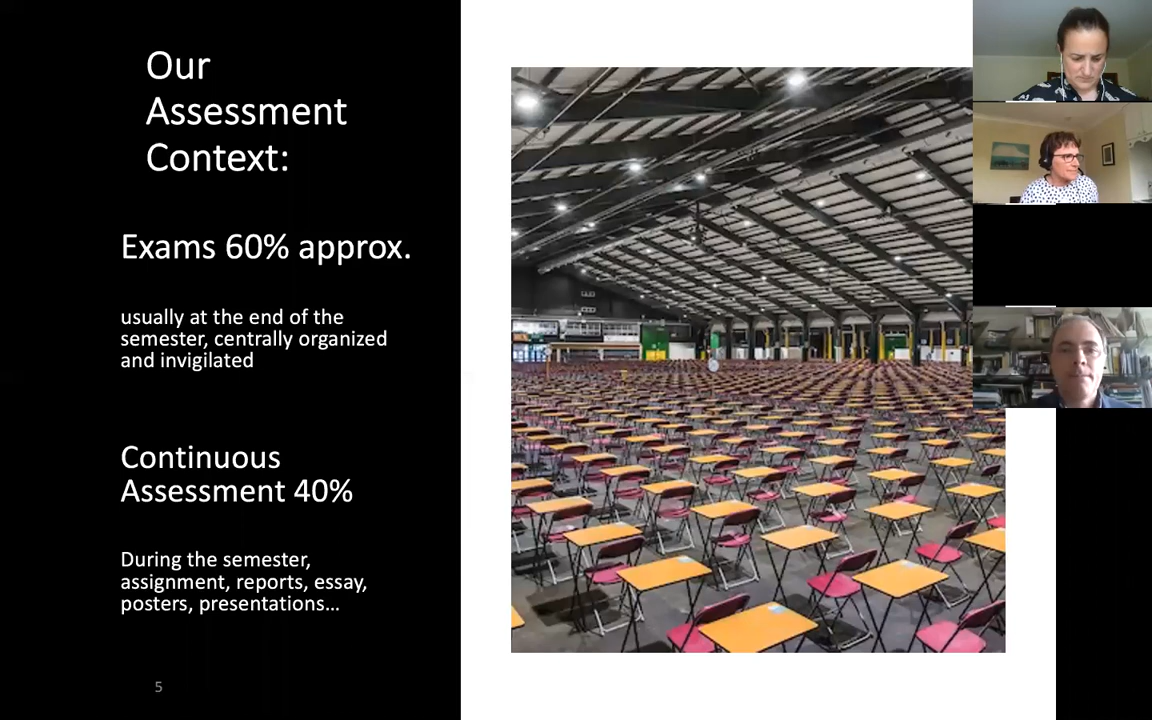 Our
Assessment
Context:
Exams 60% approx.
usually at the end of the
semester, centrally organized
and invigilated
Continuous
Assessment 40%
During the semester,
assignment, reports, essay,
posters, presentations…
5